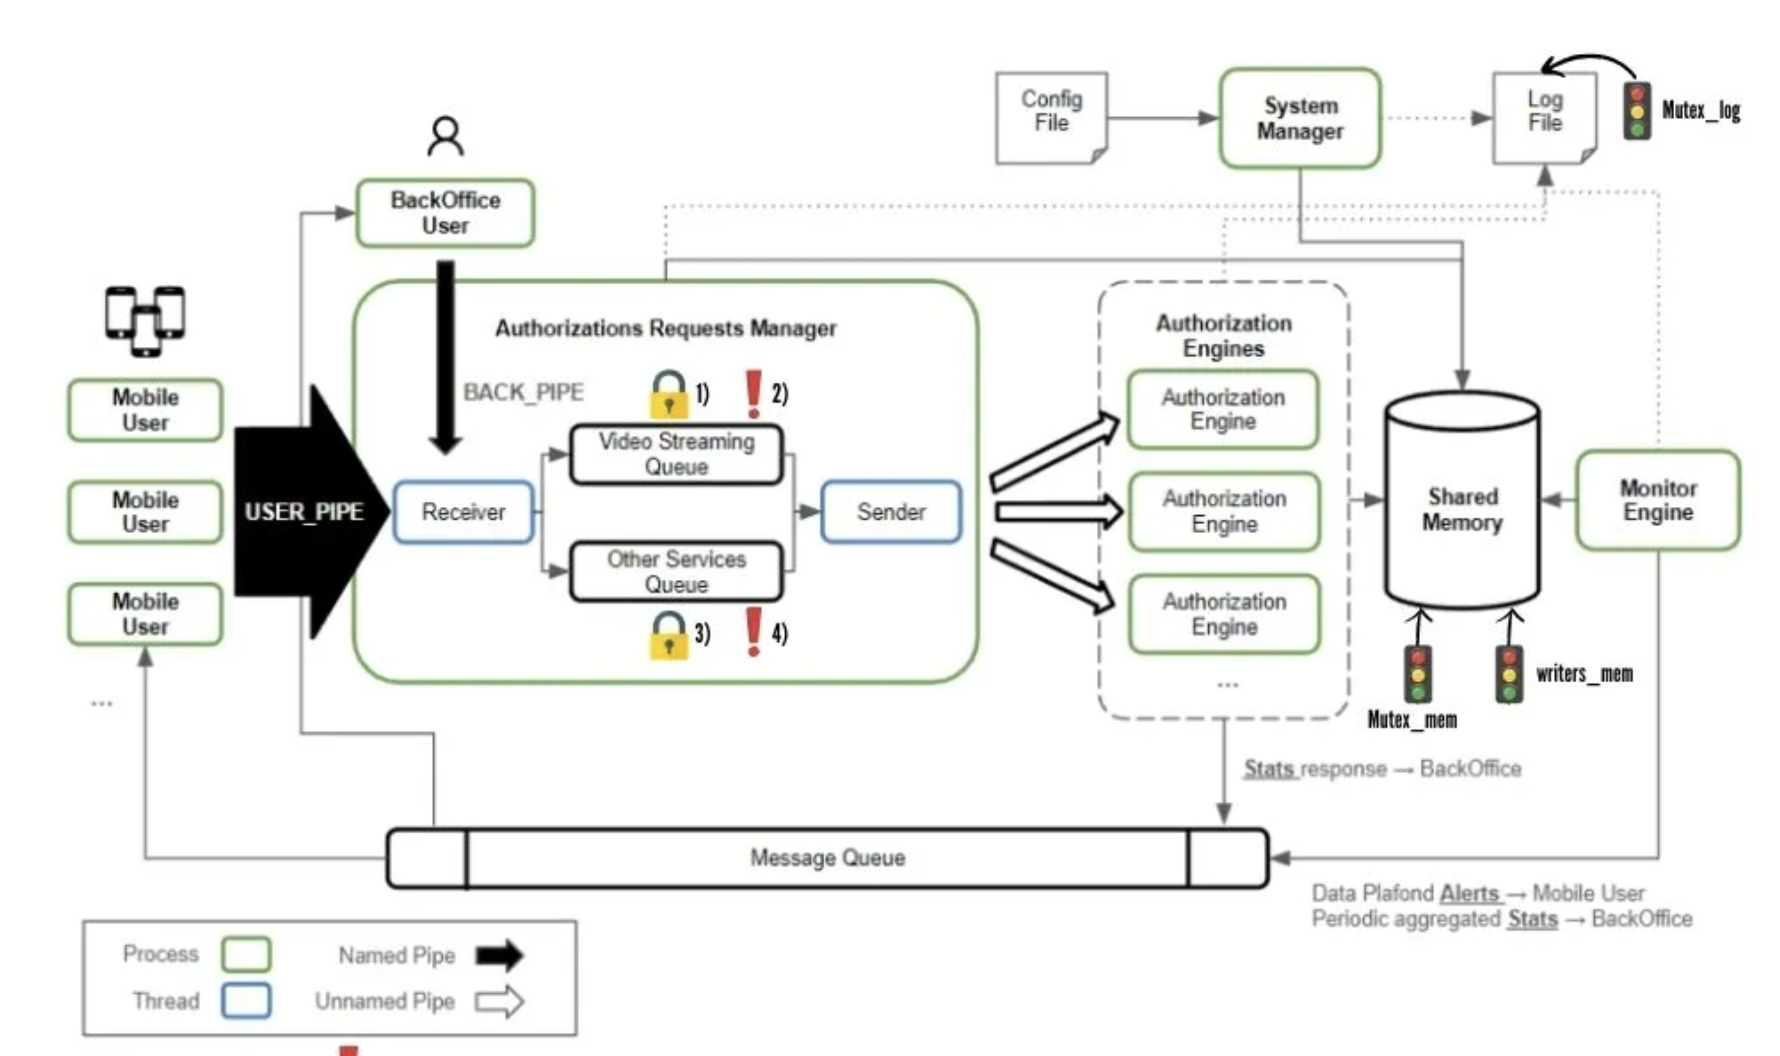 Config
File
System
Manager
Log
File
Mutex_log
BackOffice
User
Authorizations Requests Manager
BACK_PIPE
1)
2)
Video Streaming
Queue
Mobile
User
Mobile
User
Mobile
User
...
USER_PIPE
Receiver
Sender
Other Services
Queue
3)
4)
Authorization
Engines
Authorization
Engine
Authorization
Engine
Authorization
Engine
...
Shared
Memory
Monitor
Engine
Mutex_mem
writers_mem
Stats response → BackOffice
Message Queue
Data Plafond Alerts → Mobile User
Periodic aggregated Stats → BackOffice
Process
Named Pipe
Thread
Unnamed Pipe